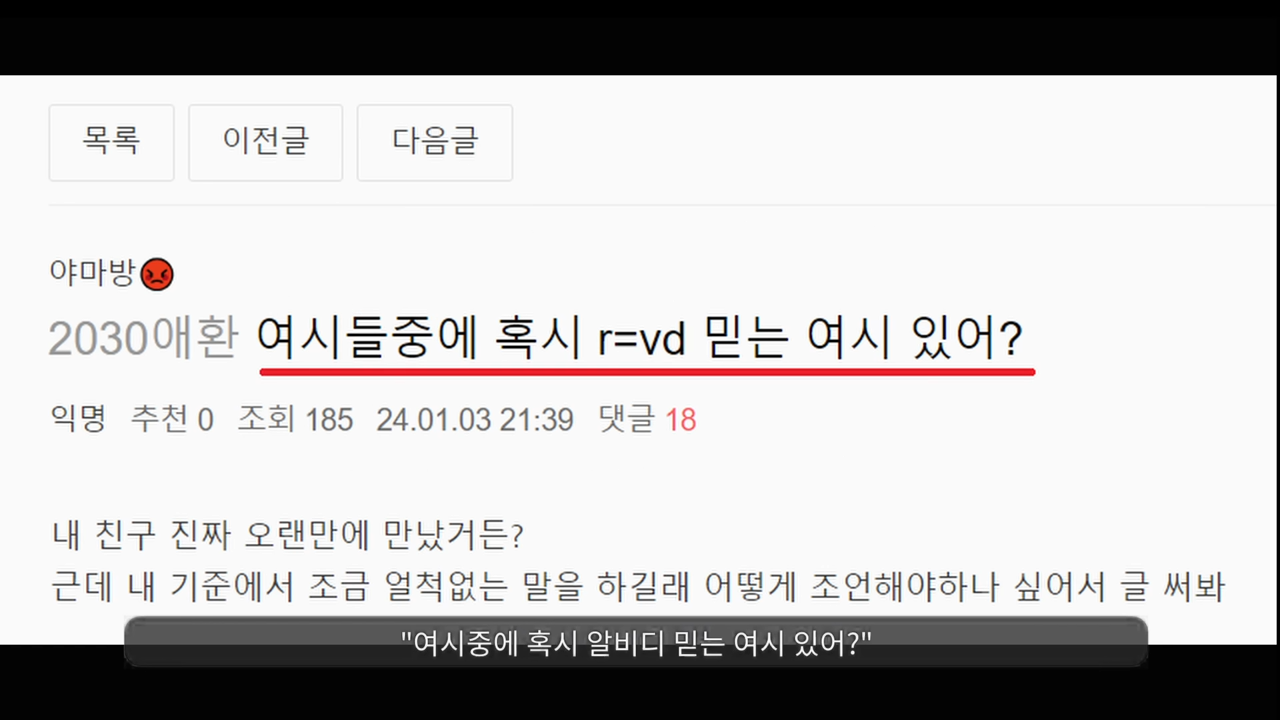 목록 이전글 다음글
야마방😡
2030애환 여시들중에 혹시 r=vd 믿는 여시 있어?
익명 추천 0 조회 185 24.01.03 21:39 댓글 18
내 친구 진짜 오랜만에 만났거든?
근데 내 기준에서 조금 얼척없는 말을 하길래 어떻게 조언해야하나 싶어서 글 써봐
"여시중에 혹시 알비디 믿는 여시 있어?"